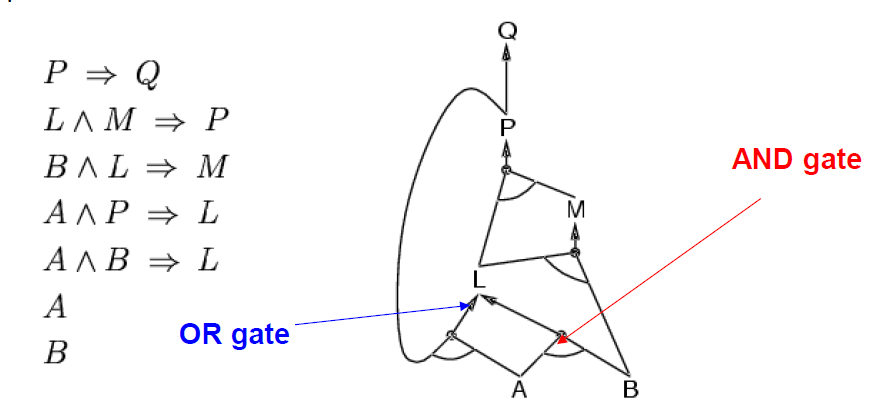 P ⇒ Q
L ∧ M ⇒ P
B ∧ L ⇒ M
A ∧ P ⇒ L
A ∧ B ⇒ L
A
B
Q
P
AND gate
M
L
OR gate
A
B